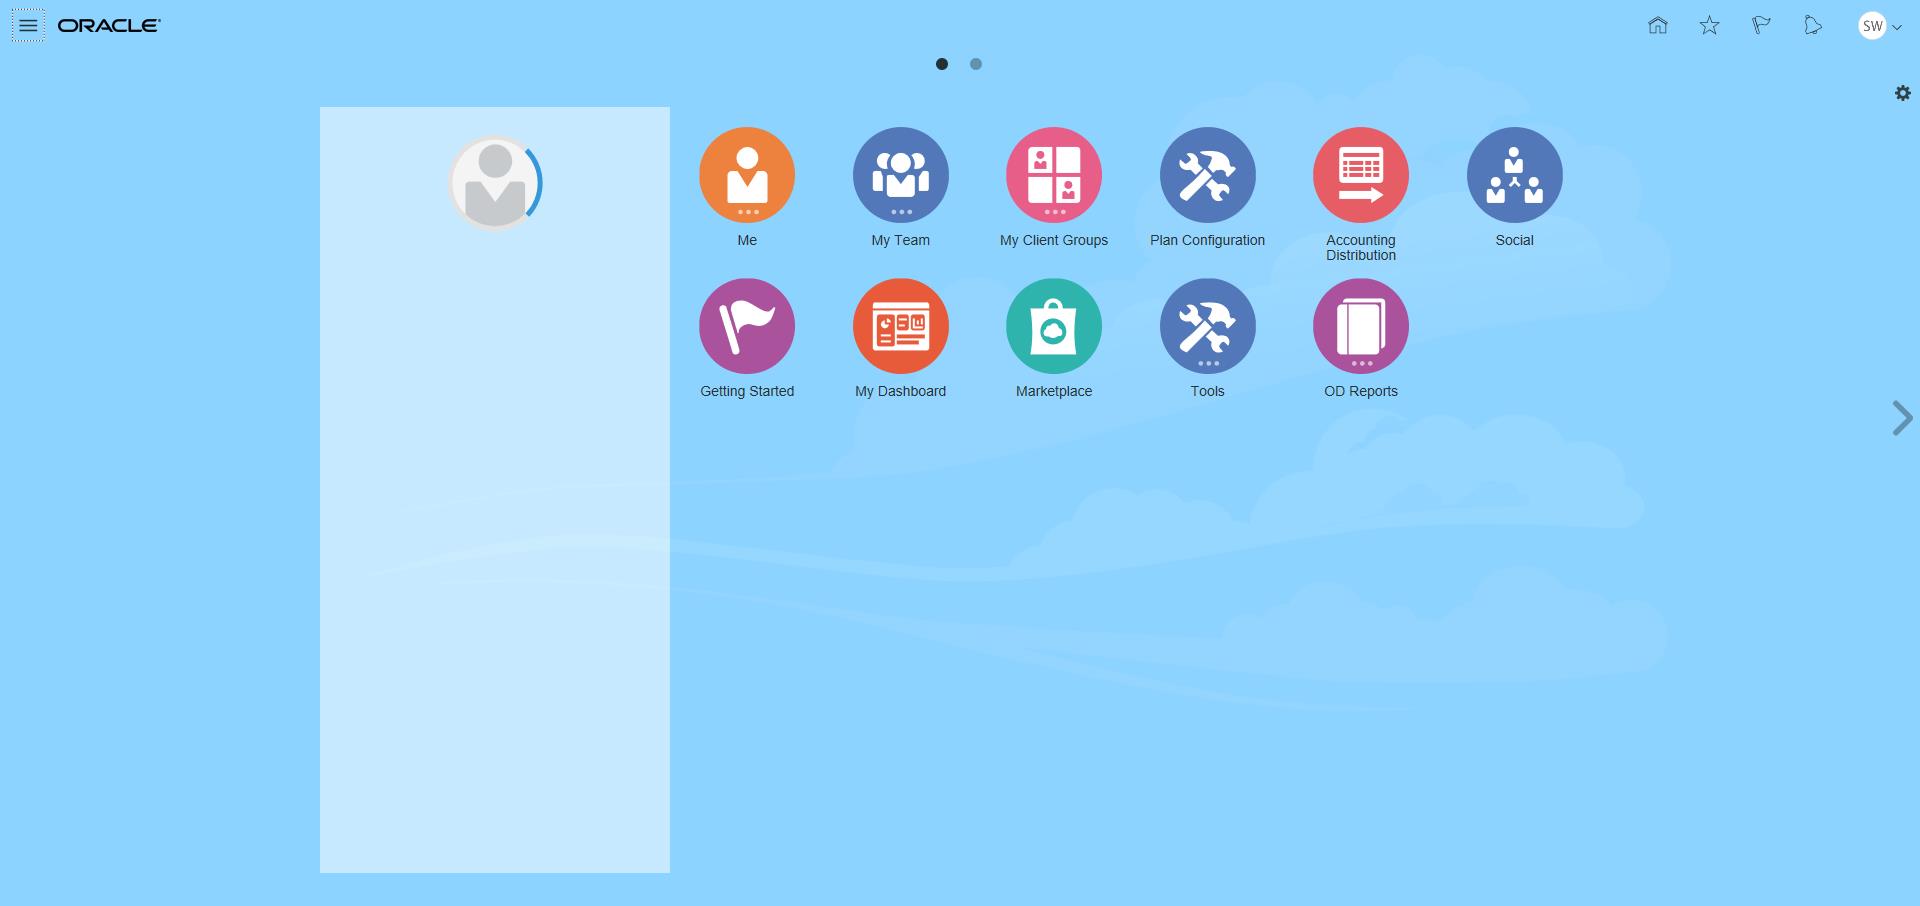 ORACLE
SW
Me
My Team
My Client Groups
Plan Configuration
Accounting
Distribution
Social
Getting Started
My Dashboard
Marketplace
Tools
OD Reports